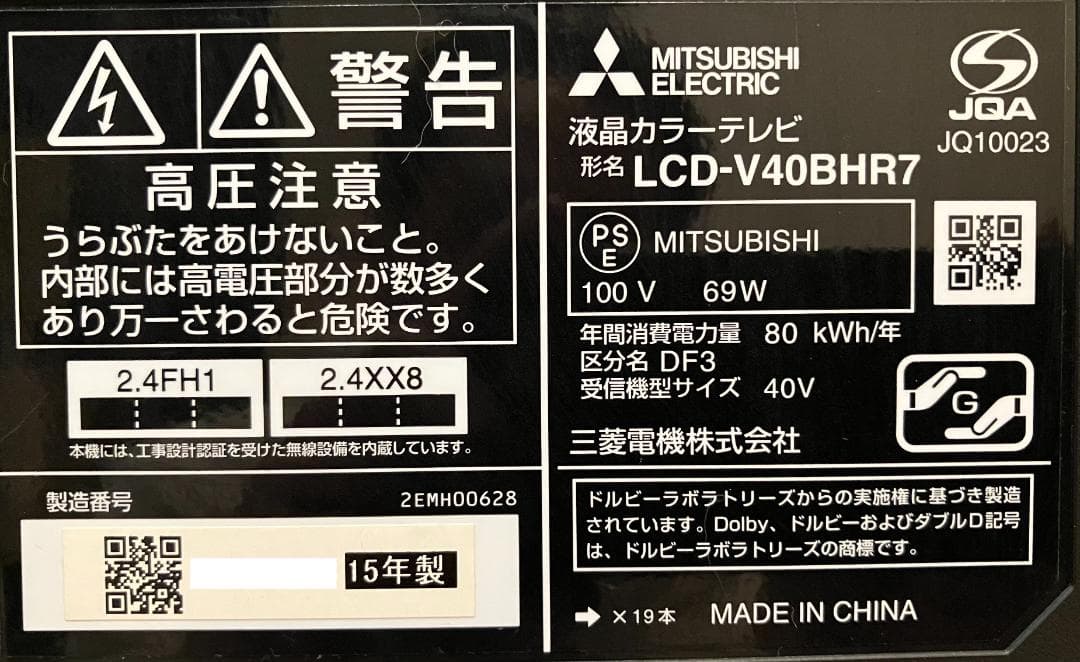 警告
高圧注意
うらぶたをあけないこと。
内部には高電圧部分が数多く
あり万一さわると危険です。
2.4FH1
2.4XX8
本機には、工事設計認証を受けた無線設備を内蔵しています。
製造番号
2EMH00628
15年製
MITSUBISHI
ELECTRIC
JQA
JQ10023
液晶カラーテレビ
形名 LCD-V40BHR7
PS
E
MITSUBISHI
100 V 69W
年間消費電力量 80 kWh/年
区分名 DF3
受信機型サイズ 40V
G
三菱電機株式会社
ドルビーラボラトリーズからの実施権に基づき製造
されています。Dolby、ドルビーおよびダブルD記号
は、ドルビーラボラトリーズの商標です。
➡ ×19本 MADE IN CHINA